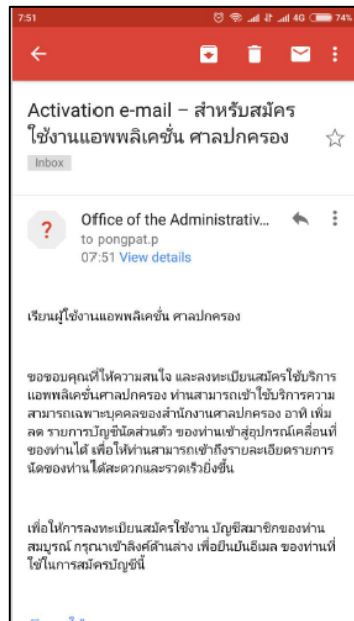 7:51
4G 74%
Activation e-mail – สำหรับสมัคร
ใช้งานแอพพลิเคชั่น ศาลปกครอง
Inbox
?
Office of the Administrativ...
to pongpat.p
07:51 View details
เรียนผู้ใช้งานแอพพลิเคชั่น ศาลปกครอง
ขอขอบคุณที่ให้ความสนใจ และลงทะเบียนสมัครใช้บริการ
แอพพลิเคชั่นศาลปกครอง ท่านสามารถเข้าใช้บริการความ
สามารถเฉพาะบุคคลของสำนักงานศาลปกครอง อาทิ เพิ่ม
ลด รายการบัญชีนัดส่วนตัว ของท่านเข้าสู่อุปกรณ์เคลื่อนที่
ของท่านได้ เพื่อให้ท่านสามารถเข้าถึงรายละเอียดรายการ
นัดของท่านได้สะดวกและรวดเร็วยิ่งขึ้น
เพื่อให้การลงทะเบียนสมัครใช้งาน บัญชีสมาชิกของท่าน
สมบูรณ์ กรุณาเข้าลิงค์ด้านล่าง เพื่อยืนยันอีเมล ของท่านที่
ใช้ในการสมัครบัญชีนี้